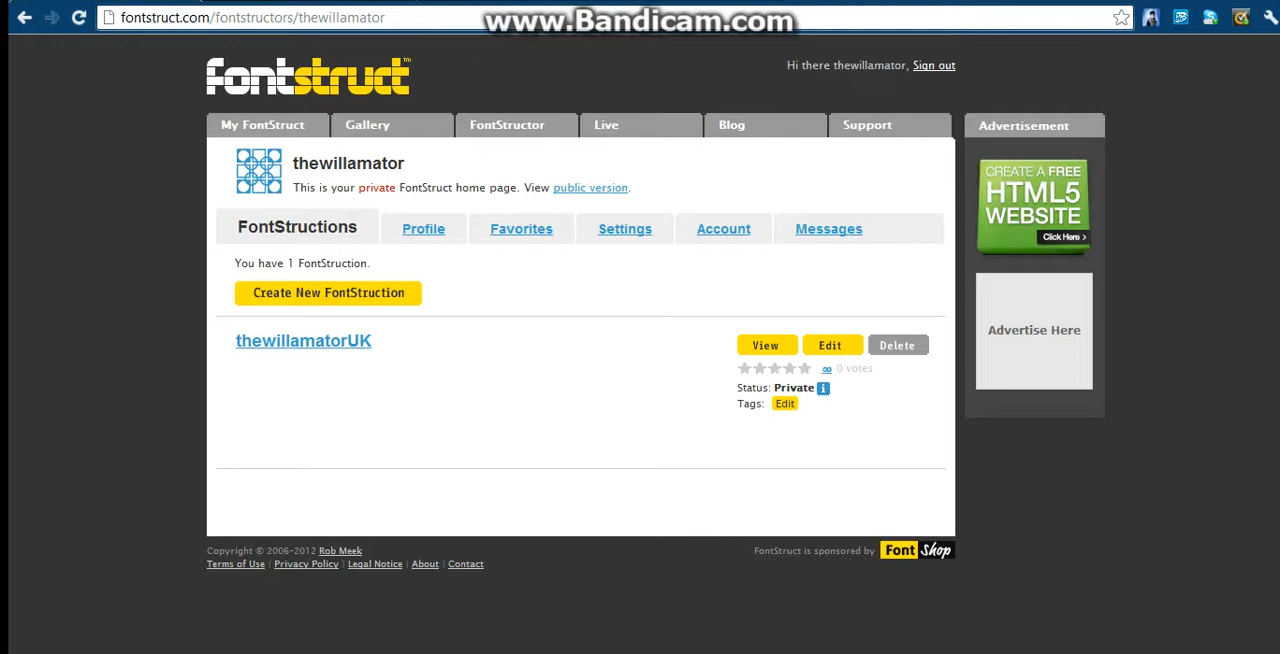 fontstruct.com/fontstructors/thewillamator
www.Bandicam.com
fontstruct™
Hi there thewillamator, Sign out
My FontStruct Gallery FontStructor Live Blog Support Advertisement
thewillamator
This is your private FontStruct home page. View public version.
FontStructions Profile Favorites Settings Account Messages
You have 1 FontStruction.
Create New FontStruction
thewillamatorUK
View Edit Delete
∞ 0 votes
Status: Private i
Tags: Edit
CREATE A FREE
HTML5
WEBSITE
Click Here >
Advertise Here
Copyright © 2006-2012 Rob Meek
Terms of Use | Privacy Policy | Legal Notice | About | Contact
FontStruct is sponsored by FontShop